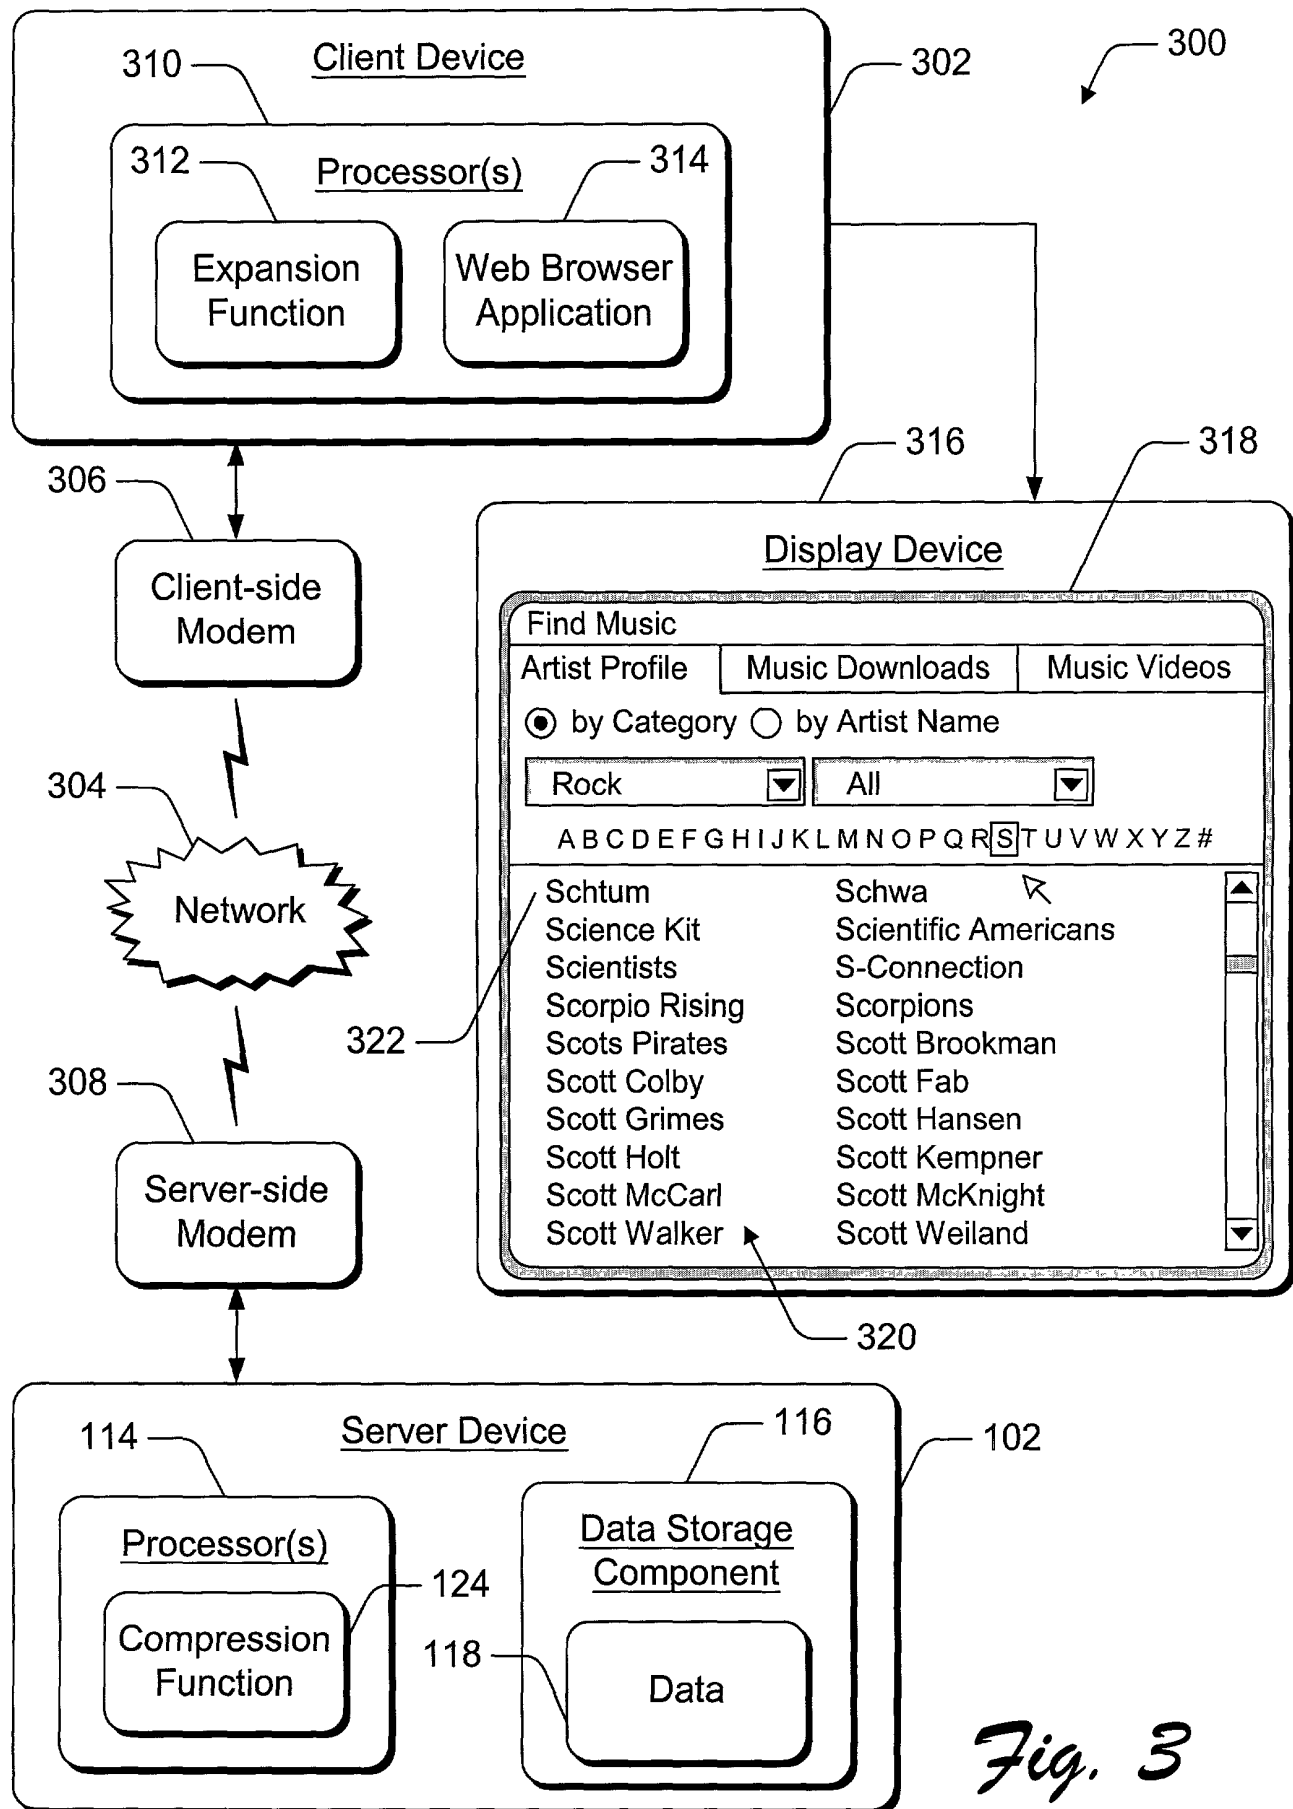 300
310
Client Device
302
312
Processor(s)
314
Expansion
Function
Web Browser
Application
306
316
318
Client-side
Modem
Display Device
Find Music
Artist Profile
Music Downloads
Music Videos
by Category
by Artist Name
Rock
All
A B C D E F G H I J K L M N O P Q R S T U V W X Y Z #
304
Network
Schtum
Schwa
Science Kit
Scientific Americans
Scientists
S-Connection
Scorpio Rising
Scorpions
322
Scots Pirates
Scott Brookman
Scott Colby
Scott Fab
Scott Grimes
Scott Hansen
Scott Holt
Scott Kempner
Scott McCarl
Scott McKnight
Scott Walker
Scott Weiland
308
Server-side
Modem
320
114
Server Device
116
102
Processor(s)
124
Compression
Function
Data Storage
Component
118
Data
Fig. 3